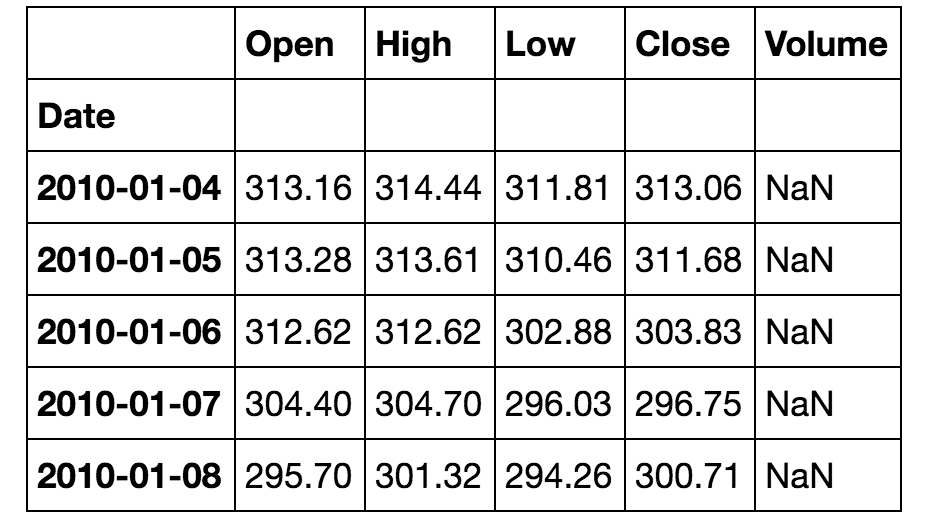 Open High Low Close Volume
Date
2010-01-04 313.16 314.44 311.81 313.06 NaN
2010-01-05 313.28 313.61 310.46 311.68 NaN
2010-01-06 312.62 312.62 302.88 303.83 NaN
2010-01-07 304.40 304.70 296.03 296.75 NaN
2010-01-08 295.70 301.32 294.26 300.71 NaN